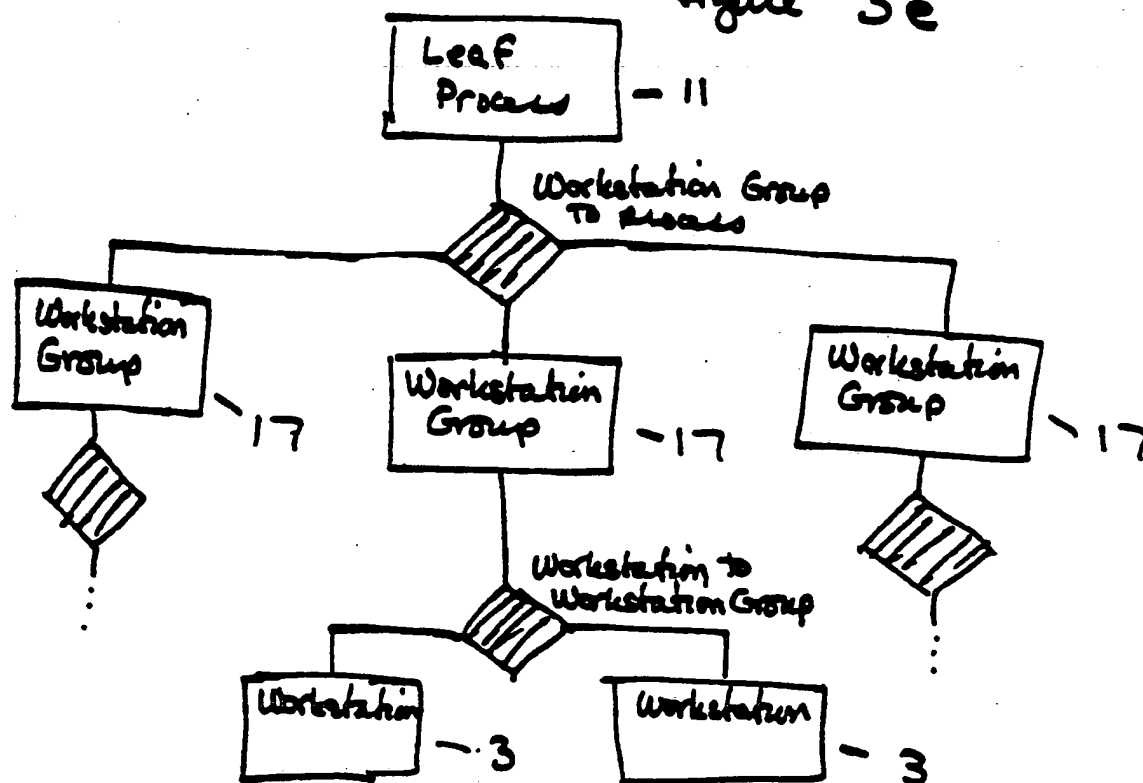 Figure 3e
Leaf
Process
- 11
Workstation Group
To Process
Workstation
Group
17
Workstation
Group
- 17
Workstation
Group
17
Workstation to
Workstation Group
Workstation
- 3
Workstation
- 3